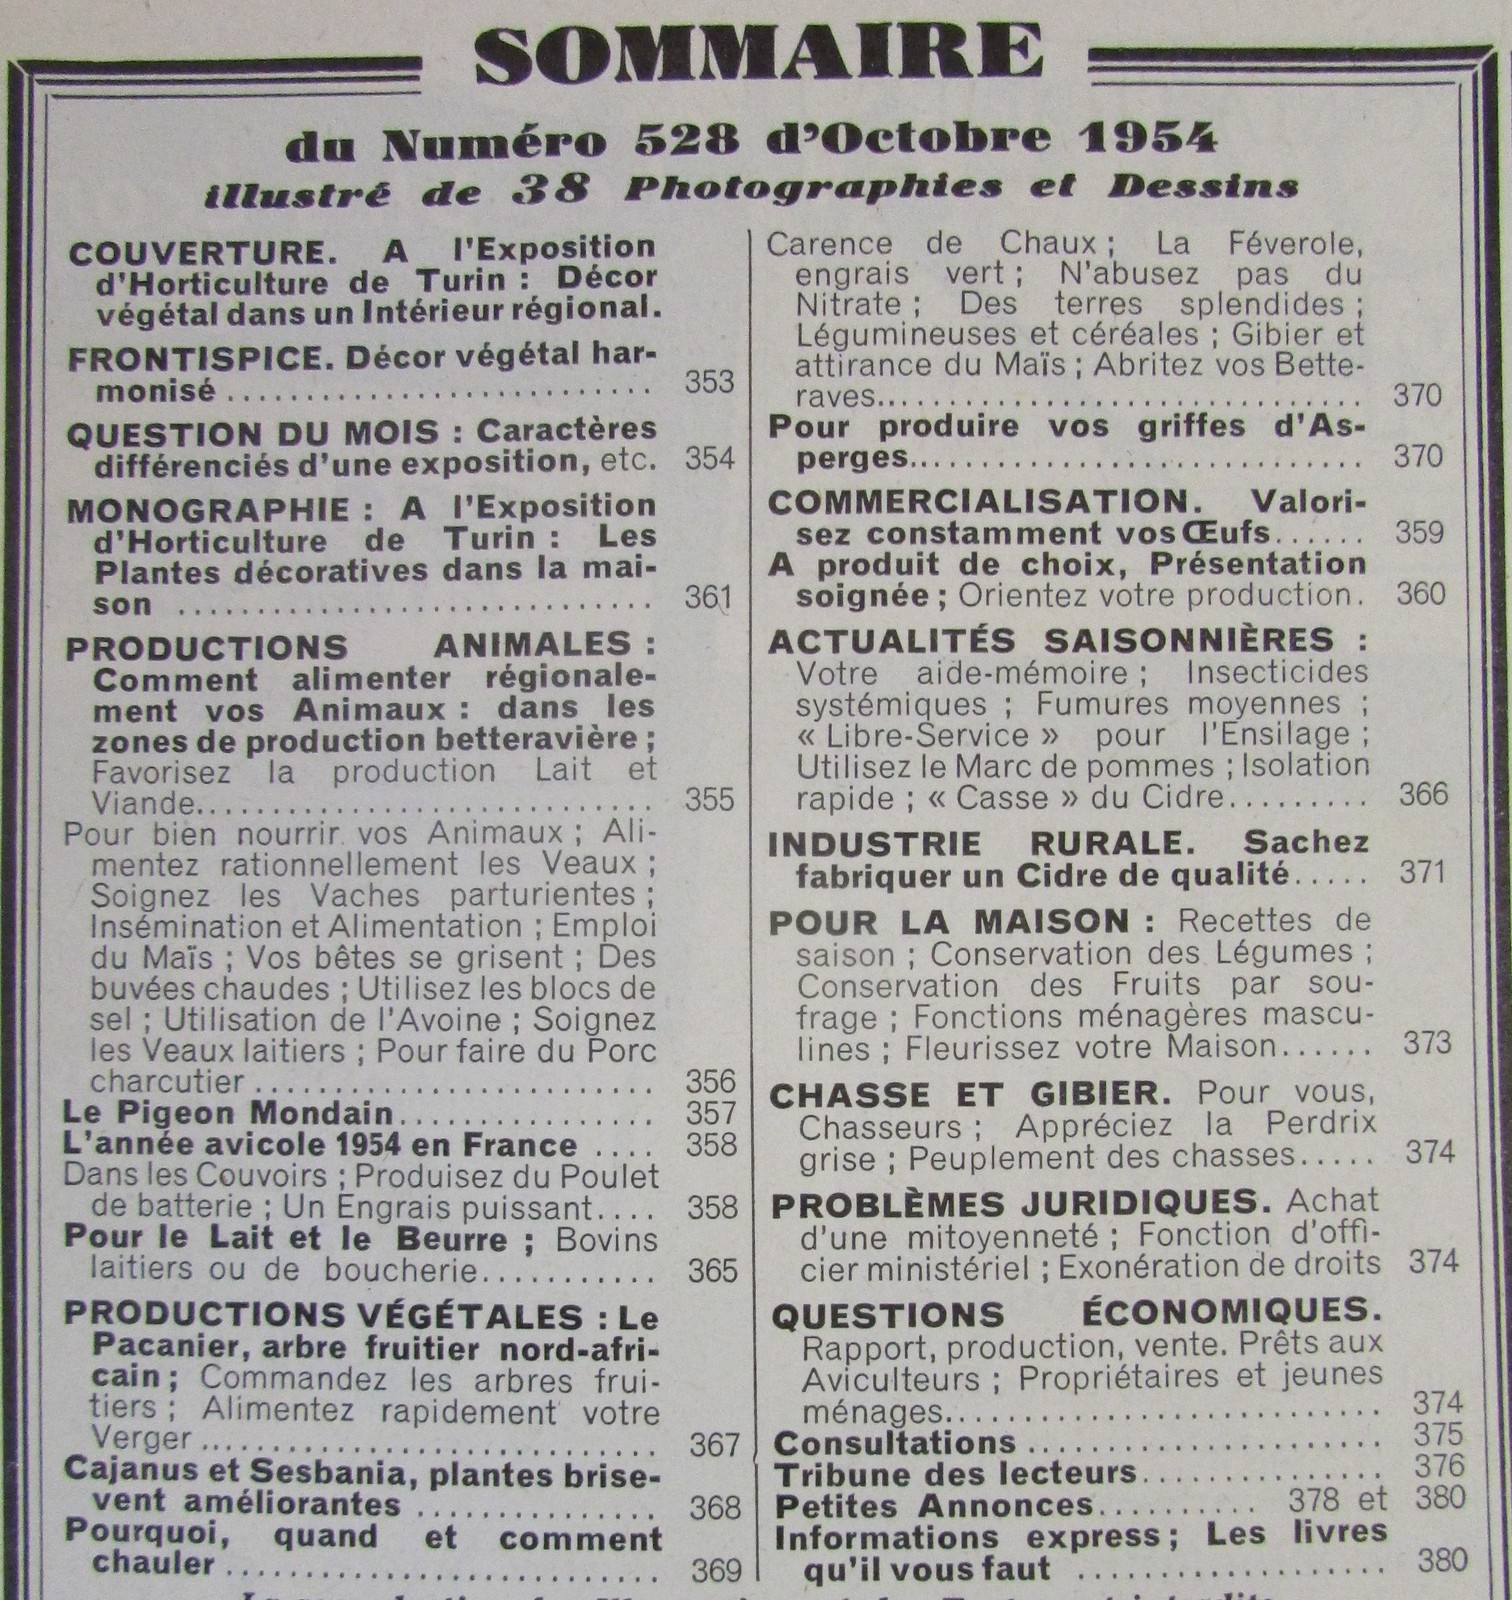 SOMMAIRE
du Numéro 528 d'Octobre 1954
illustré de 38 Photographies et Dessins
COUVERTURE. A l'Exposition
d'Horticulture de Turin : Décor
végétal dans un Intérieur régional.
FRONTISPICE. Décor végétal har-
monisé .............................. 353
QUESTION DU MOIS : Caractères
différenciés d'une exposition, etc. 354
MONOGRAPHIE : A l'Exposition
d'Horticulture de Turin : Les
Plantes décoratives dans la mai-
son ................................. 361
PRODUCTIONS ANIMALES :
Comment alimenter régionale-
ment vos Animaux : dans les
zones de production betteravière ;
Favorisez la production Lait et
Viande............................... 355
Pour bien nourrir vos Animaux ; Ali-
mentez rationnellement les Veaux ;
Soignez les Vaches parturientes ;
Insémination et Alimentation ; Emploi
du Maïs ; Vos bêtes se grisent ; Des
buvées chaudes ; Utilisez les blocs de
sel ; Utilisation de l'Avoine ; Soignez
les Veaux laitiers ; Pour faire du Porc
charcutier ........................... 356
Le Pigeon Mondain................. 357
L'année avicole 1954 en France .... 358
Dans les Couvoirs ; Produisez du Poulet
de batterie ; Un Engrais puissant.... 358
Pour le Lait et le Beurre ; Bovins
laitiers ou de boucherie............ 365
PRODUCTIONS VÉGÉTALES : Le
Pacanier, arbre fruitier nord-afri-
cain ; Commandez les arbres frui-
tiers ; Alimentez rapidement votre
Verger .............................. 367
Cajanus et Sesbania, plantes brise-
vent améliorantes ................ 368
Pourquoi, quand et comment
chauler ............................. 369
Carence de Chaux ; La Féverole,
engrais vert ; N'abusez pas du
Nitrate ; Des terres splendides ;
Légumineuses et céréales ; Gibier et
attirance du Maïs ; Abritez vos Bette-
raves................................ 370
Pour produire vos griffes d'As-
perges.............................. 370
COMMERCIALISATION. Valori-
sez constamment vos Œufs...... 359
A produit de choix, Présentation
soignée ; Orientez votre production. 360
ACTUALITÉS SAISONNIÈRES :
Votre aide-mémoire ; Insecticides
systémiques ; Fumures moyennes ;
« Libre-Service » pour l'Ensilage ;
Utilisez le Marc de pommes ; Isolation
rapide ; « Casse » du Cidre......... 366
INDUSTRIE RURALE. Sachez
fabriquer un Cidre de qualité..... 371
POUR LA MAISON : Recettes de
saison ; Conservation des Légumes ;
Conservation des Fruits par sou-
frage ; Fonctions ménagères mascu-
lines ; Fleurissez votre Maison...... 373
CHASSE ET GIBIER. Pour vous,
Chasseurs ; Appréciez la Perdrix
grise ; Peuplement des chasses..... 374
PROBLÈMES JURIDIQUES. Achat
d'une mitoyenneté ; Fonction d'offi-
cier ministériel ; Exonération de droits 374
QUESTIONS ÉCONOMIQUES.
Rapport, production, vente. Prêts aux
Aviculteurs ; Propriétaires et jeunes
ménages............................. 374
Consultations ........................ 375
Tribune des lecteurs................ 376
Petites Annonces.......... 378 et 380
Informations express ; Les livres
qu'il vous faut ..................... 380